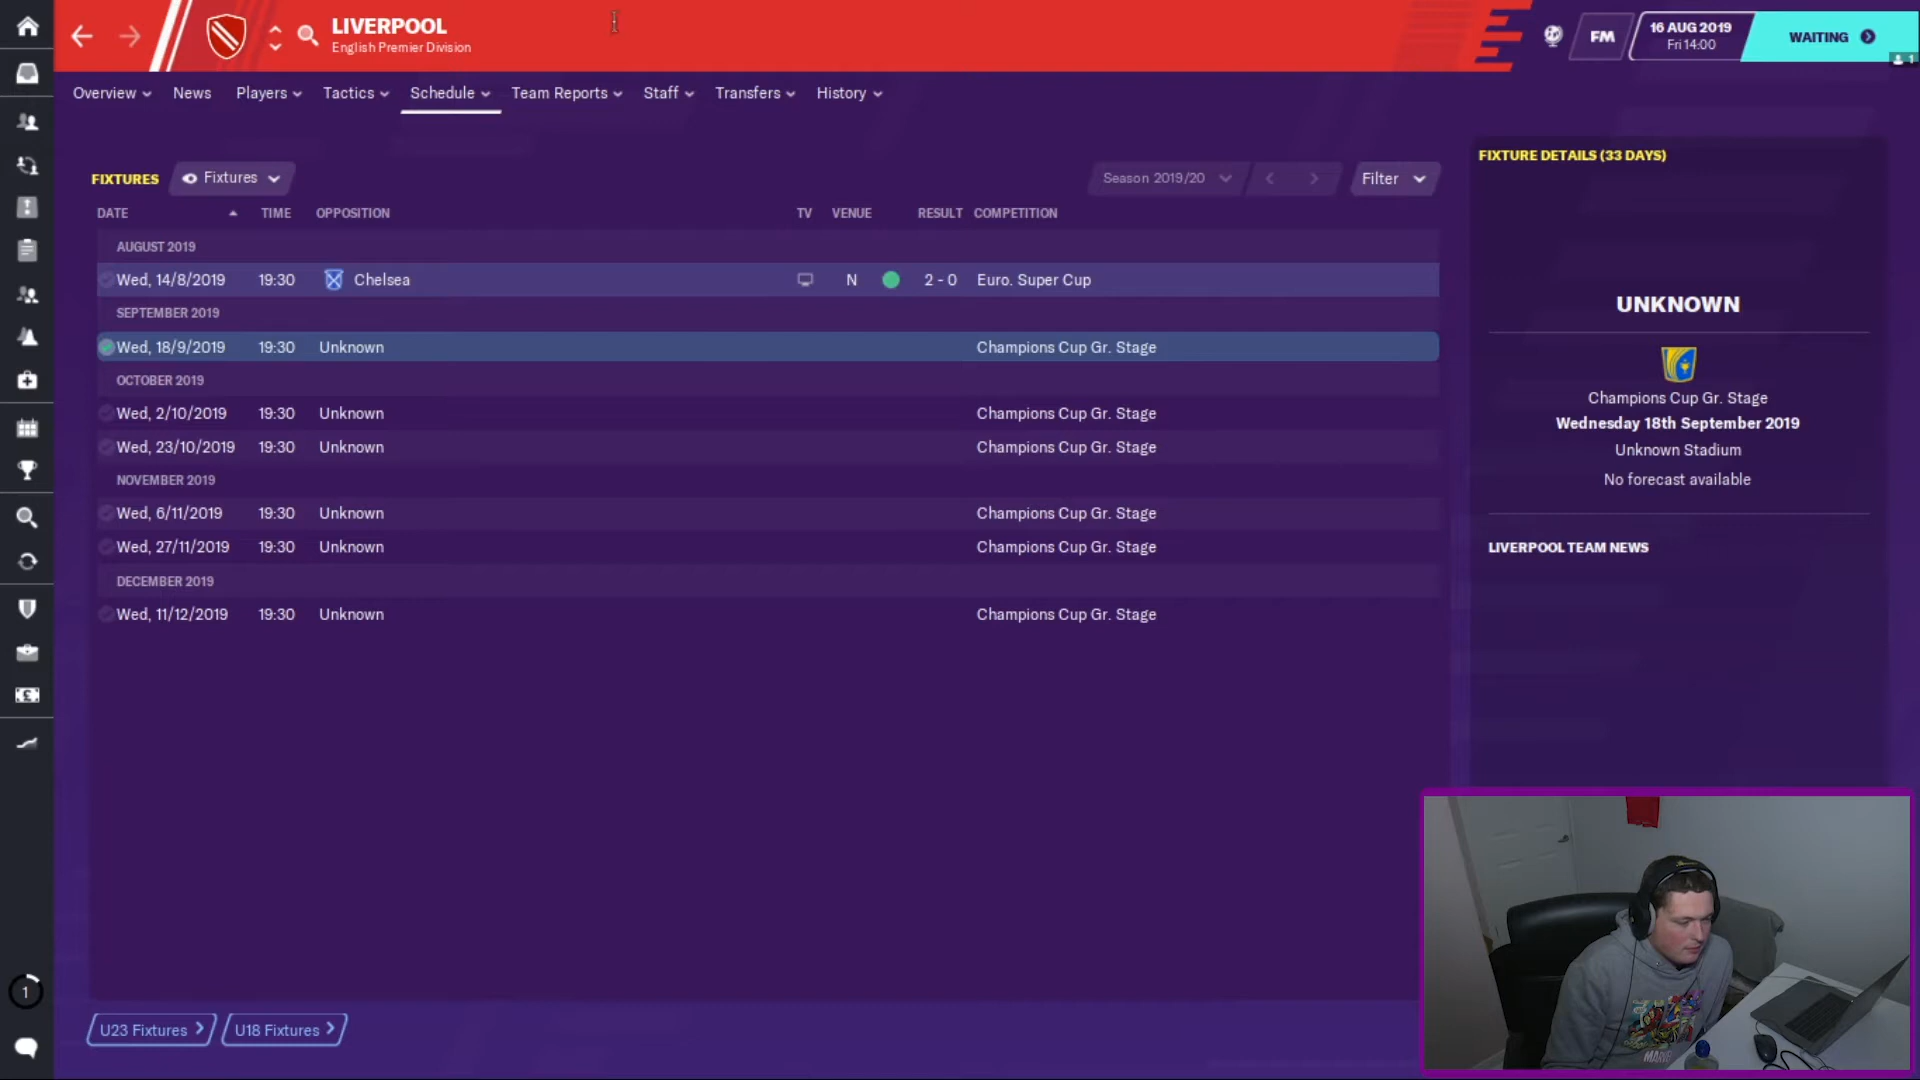 LIVERPOOL
English Premier Division
FM
16 AUG 2019
Fri 14:00
WAITING
1
Overview News Players Tactics Schedule Team Reports Staff Transfers History
FIXTURES Fixtures Season 2019/20 Filter
DATE TIME OPPOSITION TV VENUE RESULT COMPETITION
AUGUST 2019
Wed, 14/8/2019 19:30 Chelsea N 2 - 0 Euro. Super Cup
SEPTEMBER 2019
Wed, 18/9/2019 19:30 Unknown Champions Cup Gr. Stage
OCTOBER 2019
Wed, 2/10/2019 19:30 Unknown Champions Cup Gr. Stage
Wed, 23/10/2019 19:30 Unknown Champions Cup Gr. Stage
NOVEMBER 2019
Wed, 6/11/2019 19:30 Unknown Champions Cup Gr. Stage
Wed, 27/11/2019 19:30 Unknown Champions Cup Gr. Stage
DECEMBER 2019
Wed, 11/12/2019 19:30 Unknown Champions Cup Gr. Stage
FIXTURE DETAILS (33 DAYS)
UNKNOWN
Champions Cup Gr. Stage
Wednesday 18th September 2019
Unknown Stadium
No forecast available
LIVERPOOL TEAM NEWS
1
U23 Fixtures U18 Fixtures
MARVEL